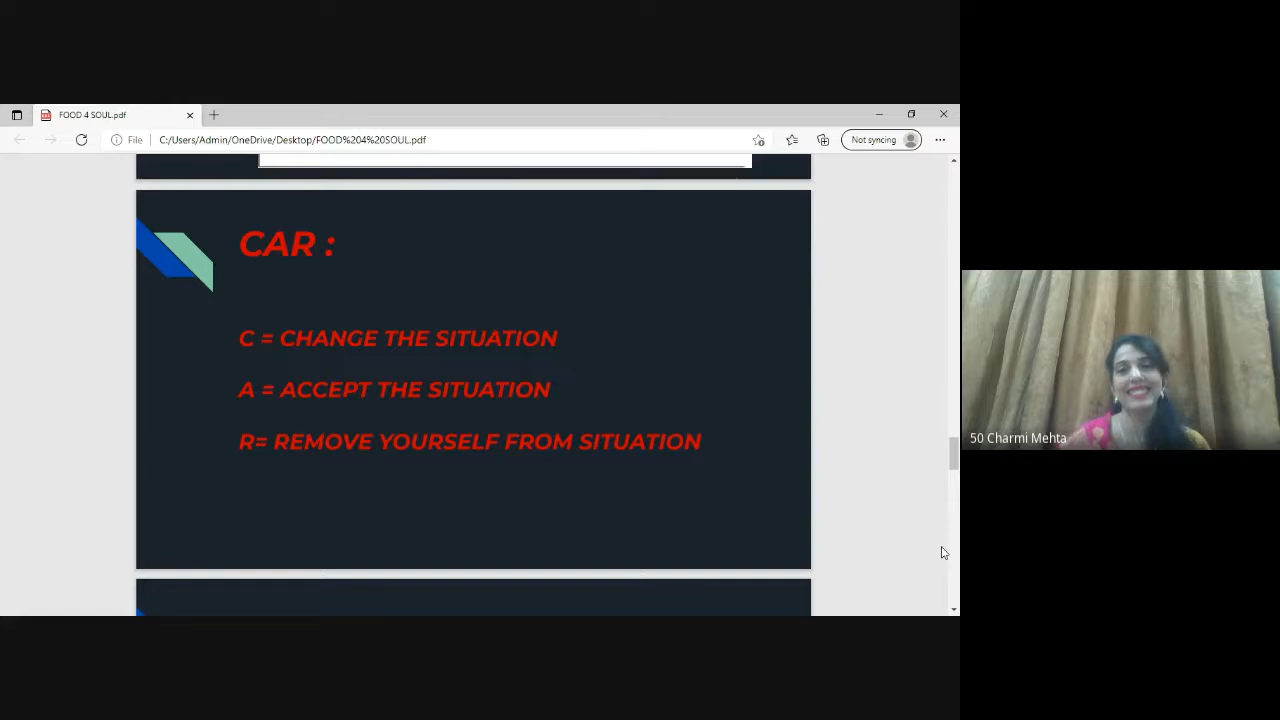 FOOD 4 SOUL.pdf
File
C:/Users/Admin/OneDrive/Desktop/FOOD%204%20SOUL.pdf
Not syncing
CAR :
C = CHANGE THE SITUATION
A = ACCEPT THE SITUATION
R= REMOVE YOURSELF FROM SITUATION
50 Charmi Mehta